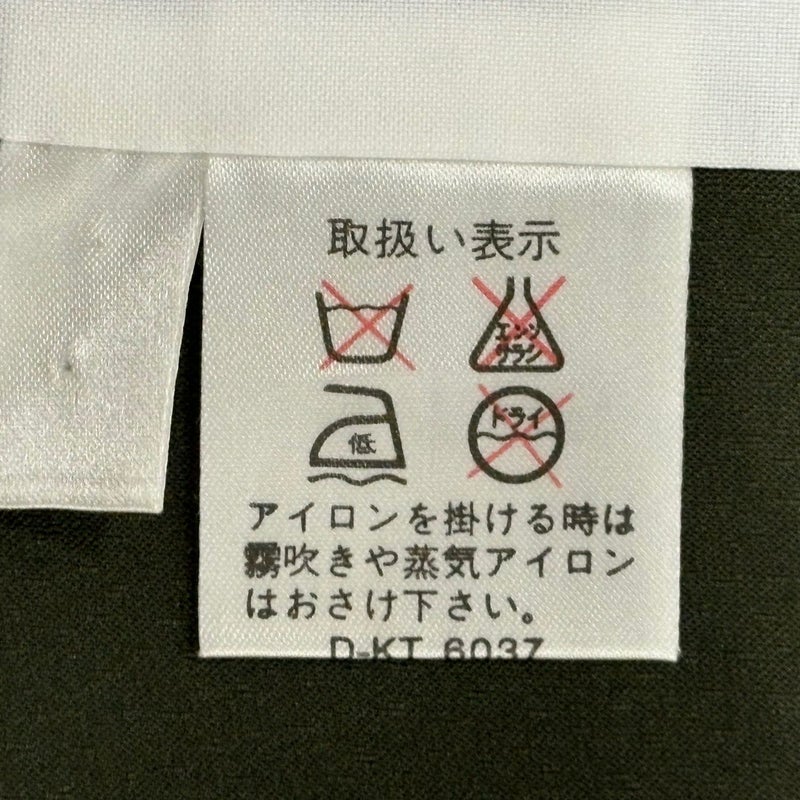 取扱い表示
エンソ
サラシ
低
ドライ
アイロンを掛ける時は
霧吹きや蒸気アイロン
はおさけ下さい。
D-KT 6037